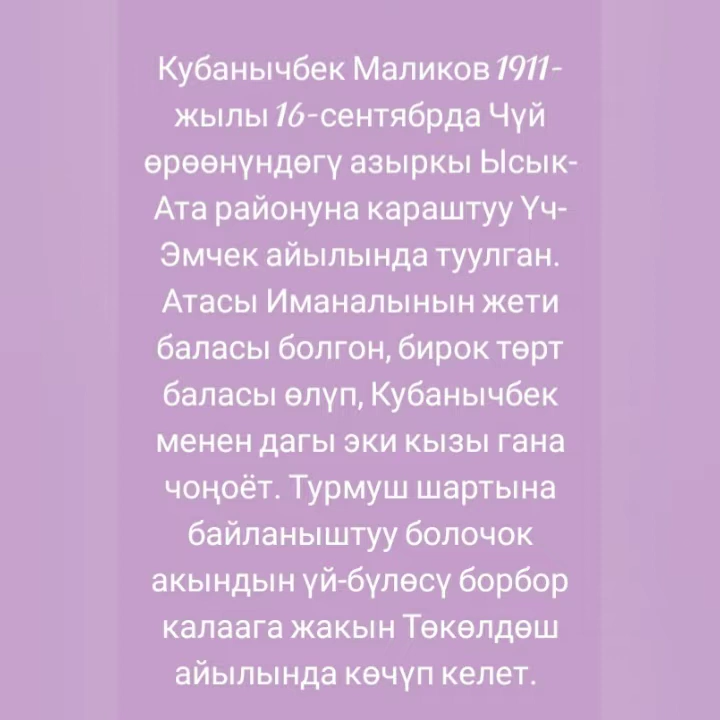 Кубанычбек Маликов 1911-
жылы 16-сентябрда Чүй
өрөөнүндөгү азыркы Ысык-
Ата районуна караштуу Үч-
Эмчек айылында туулган.
Атасы Иманалынын жети
баласы болгон, бирок төрт
баласы өлүп, Кубанычбек
менен дагы эки кызы гана
чоңоёт. Турмуш шартына
байланыштуу болочок
акындын үй-бүлөсү борбор
калаага жакын Төкөлдөш
айылында көчүп келет.